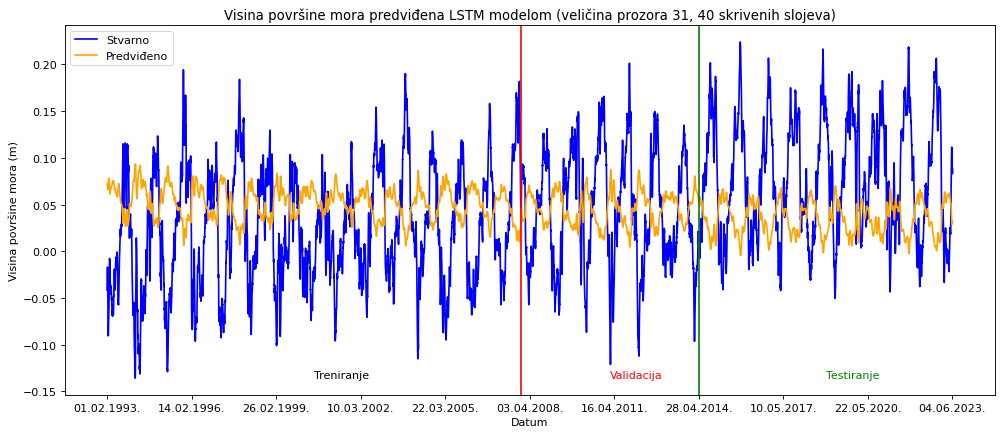 Visina površine mora predviđena LSTM modelom (veličina prozora 31, 40 skrivenih slojeva)
Stvarno
Predviđeno
Visina površine mora (m)
0.20
0.15
0.10
0.05
0.00
−0.05
−0.10
−0.15
Treniranje
Validacija
Testiranje
01.02.1993.
14.02.1996.
26.02.1999.
10.03.2002.
22.03.2005.
03.04.2008.
16.04.2011.
28.04.2014.
10.05.2017.
22.05.2020.
04.06.2023.
Datum